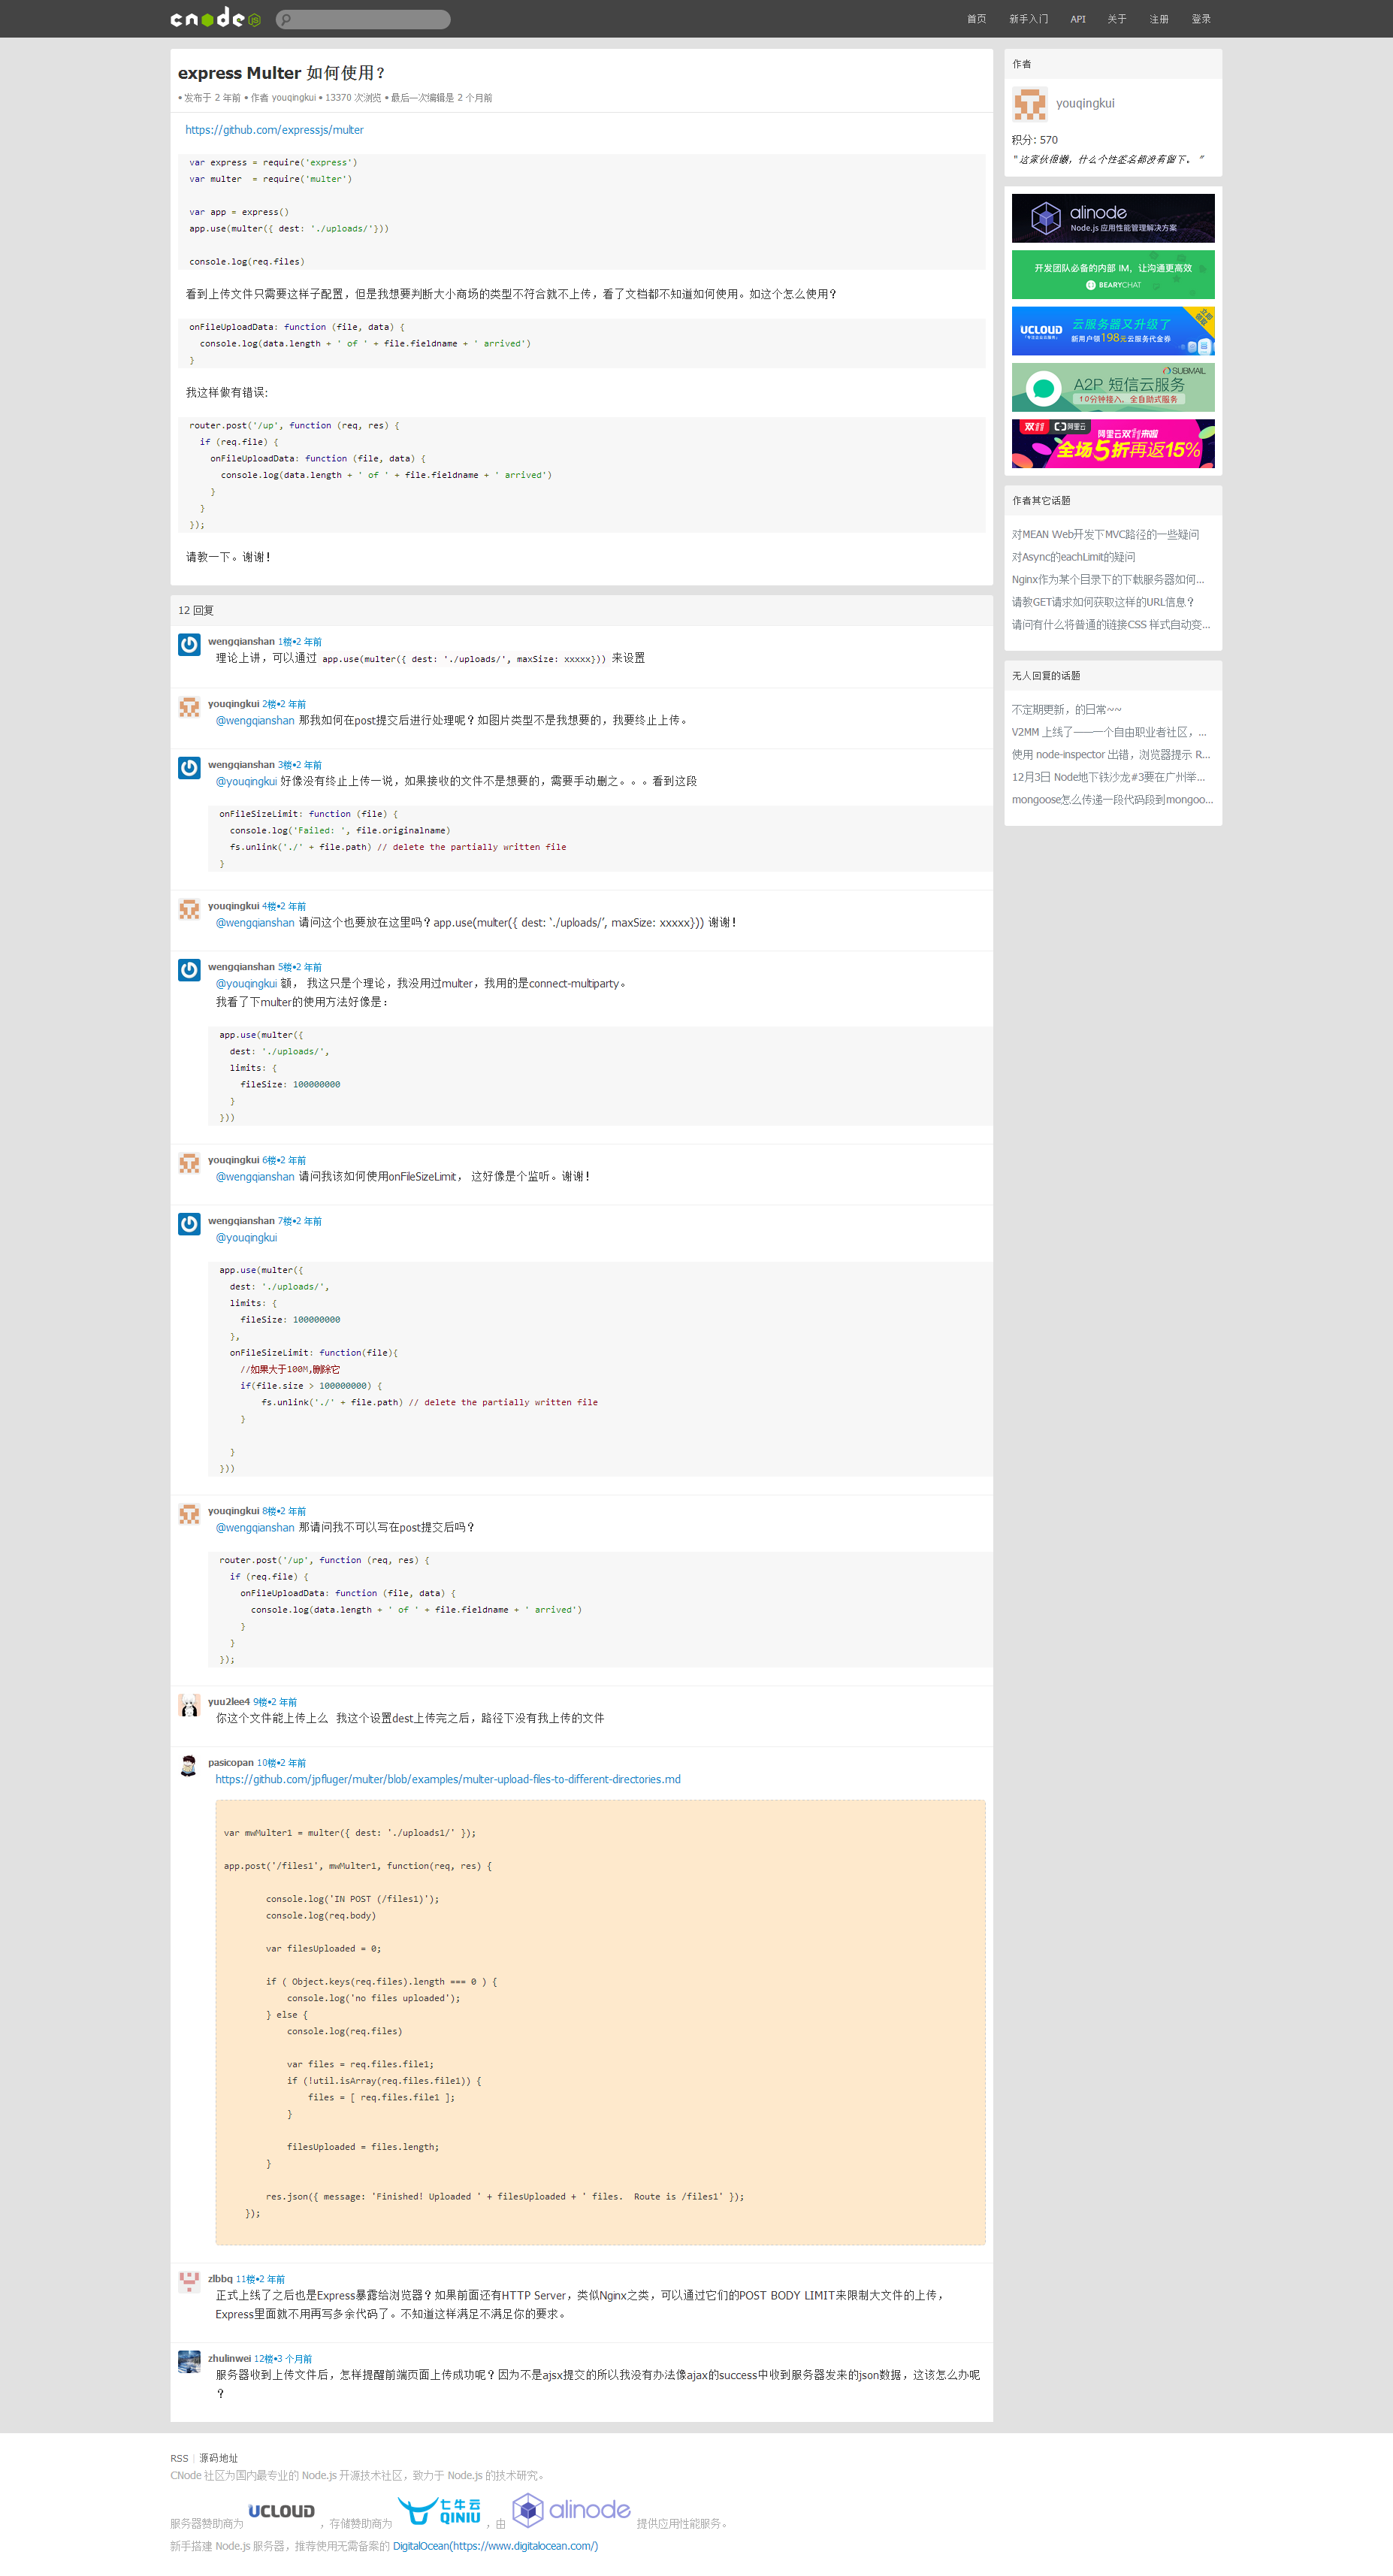 cnode js
首页 新手入门 API 关于 注册 登录
express Multer 如何使用？
• 发布于 2 年前 • 作者 youqingkui • 13370 次浏览 • 最后一次编辑是 2 个月前
https://github.com/expressjs/multer
var express = require('express')
var multer  = require('multer')
var app = express()
app.use(multer({ dest: './uploads/'}))
console.log(req.files)
看到上传文件只需要这样子配置，但是我想要判断大小商场的类型不符合就不上传，看了文档都不知道如何使用。如这个怎么使用？
onFileUploadData: function (file, data) {
  console.log(data.length + ' of ' + file.fieldname + ' arrived')
}
我这样做有错误:
router.post('/up', function (req, res) {
  if (req.file) {
    onFileUploadData: function (file, data) {
      console.log(data.length + ' of ' + file.fieldname + ' arrived')
    }
  }
});
请教一下。谢谢！
12 回复
wengqianshan 1楼•2 年前
理论上讲，可以通过 app.use(multer({ dest: './uploads/', maxSize: xxxxx})) 来设置
youqingkui 2楼•2 年前
@wengqianshan 那我如何在post提交后进行处理呢？如图片类型不是我想要的，我要终止上传。
wengqianshan 3楼•2 年前
@youqingkui 好像没有终止上传一说，如果接收的文件不是想要的，需要手动删之。。。看到这段
onFileSizeLimit: function (file) {
  console.log('Failed: ', file.originalname)
  fs.unlink('./' + file.path) // delete the partially written file
}
youqingkui 4楼•2 年前
@wengqianshan 请问这个也要放在这里吗？app.use(multer({ dest: ‘./uploads/’, maxSize: xxxxx})) 谢谢！
wengqianshan 5楼•2 年前
@youqingkui 额， 我这只是个理论，我没用过multer，我用的是connect-multiparty。
我看了下multer的使用方法好像是：
app.use(multer({
  dest: './uploads/',
  limits: {
    fileSize: 100000000
  }
}))
youqingkui 6楼•2 年前
@wengqianshan 请问我该如何使用onFileSizeLimit， 这好像是个监听。谢谢！
wengqianshan 7楼•2 年前
@youqingkui
app.use(multer({
  dest: './uploads/',
  limits: {
    fileSize: 100000000
  },
  onFileSizeLimit: function(file){
    //如果大于100M,删除它
    if(file.size > 100000000) {
        fs.unlink('./' + file.path) // delete the partially written file
    }
  }
}))
youqingkui 8楼•2 年前
@wengqianshan 那请问我不可以写在post提交后吗？
router.post('/up', function (req, res) {
  if (req.file) {
    onFileUploadData: function (file, data) {
      console.log(data.length + ' of ' + file.fieldname + ' arrived')
    }
  }
});
yuu2lee4 9楼•2 年前
你这个文件能上传上么  我这个设置dest上传完之后，路径下没有我上传的文件
pasicopan 10楼•2 年前
https://github.com/jpfluger/multer/blob/examples/multer-upload-files-to-different-directories.md
var mwMulter1 = multer({ dest: './uploads1/' });
app.post('/files1', mwMulter1, function(req, res) {
        console.log('IN POST (/files1)');
        console.log(req.body)
        var filesUploaded = 0;
        if ( Object.keys(req.files).length === 0 ) {
            console.log('no files uploaded');
        } else {
            console.log(req.files)
            var files = req.files.file1;
            if (!util.isArray(req.files.file1)) {
                files = [ req.files.file1 ];
            }
            filesUploaded = files.length;
        }
        res.json({ message: 'Finished! Uploaded ' + filesUploaded + ' files.  Route is /files1' });
    });
zlbbq 11楼•2 年前
正式上线了之后也是Express暴露给浏览器？如果前面还有HTTP Server，类似Nginx之类，可以通过它们的POST BODY LIMIT来限制大文件的上传，
Express里面就不用再写多余代码了。不知道这样满足不满足你的要求。
zhulinwei 12楼•3 个月前
服务器收到上传文件后，怎样提醒前端页面上传成功呢？因为不是ajsx提交的所以我没有办法像ajax的success中收到服务器发来的json数据，这该怎么办呢
？
作者
youqingkui
积分: 570
“ 这家伙很懒，什么个性签名都没有留下。 ”
alinode
Node.js 应用性能管理解决方案
开发团队必备的内部 IM，让沟通更高效
BEARYCHAT
UCLOUD 云服务器又升级了
新用户领198元云服务代金券
SUBMAIL
A2P 短信云服务
10分钟接入，全自助式服务
双11 阿里云 阿里云双11来啦
全场5折再返15%
作者其它话题
对MEAN Web开发下MVC路径的一些疑问
对Async的eachLimit的疑问
Nginx作为某个目录下的下载服务器如何...
请教GET请求如何获取这样的URL信息？
请问有什么将普通的链接CSS 样式自动变...
无人回复的话题
不定期更新，的日常~~
V2MM 上线了——一个自由职业者社区，...
使用 node-inspector 出错，浏览器提示 R...
12月3日 Node地下铁沙龙#3要在广州举...
mongoose怎么传递一段代码段到mongoo...
RSS | 源码地址
CNode 社区为国内最专业的 Node.js 开源技术社区，致力于 Node.js 的技术研究。
服务器赞助商为 UCLOUD ，存储赞助商为 七牛云 QINIU ，由 alinode 提供应用性能服务。
新手搭建 Node.js 服务器，推荐使用无需备案的 DigitalOcean(https://www.digitalocean.com/)